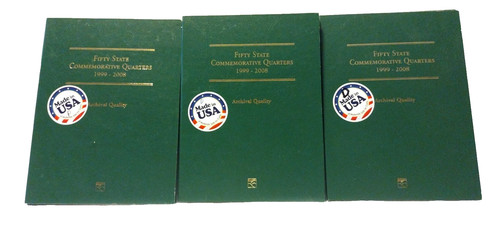 Fifty State
Commemorative Quarters
1999 - 2008
Archival Quality
Made in
USA
Fifty State
Commemorative Quarters
1999 - 2008
Archival Quality
Made in
USA
Fifty State
Commemorative Quarters
1999 - 2008
Archival Quality
D
Made in
USA